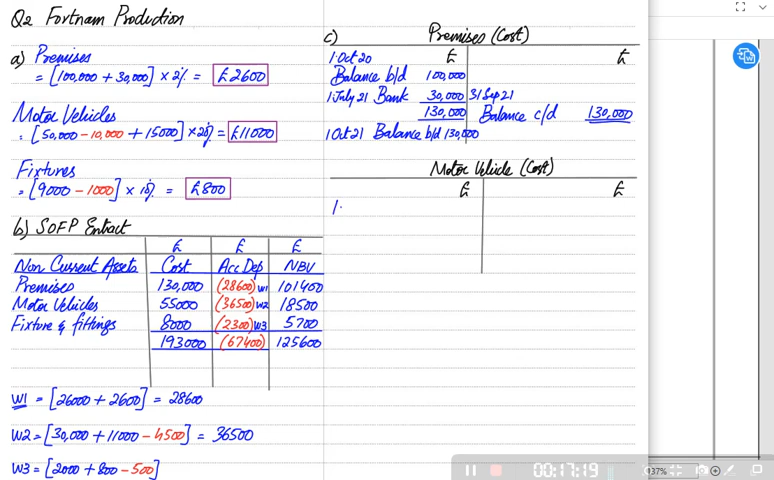 Q2 Fortnam Production
a) Premises
= [100,000 + 30,000] × 2% = £2600
Motor Vehicles
= [50,000 - 10,000 + 15000] × 20% = £11000
Fixtures
= [9000 - 1000] × 10% = £800
b) SOFP Extract
£ £ £
Non Current Assets Cost Acc Dep NBV
Premises 130,000 (28600) W1 101400
Motor Vehicles 55000 (36500) W2 18500
Fixture & fittings 8000 (2300) W3 5700
193000 (67400) 125600
W1 = [26000 + 2600] = 28600
W2 = [30,000 + 11000 - 4500] = 36500
W3 = [2000 + 800 - 500]
c) Premises (Cost)
1 Oct 20 £ £
Balance b/d 100,000
1 July 21 Bank 30,000 31 Sep 21
130,000 Balance c/d 130,000
1 Oct 21 Balance b/d 130,000
Motor Vehicle (Cost)
£ £
1.
00:17:19
37%